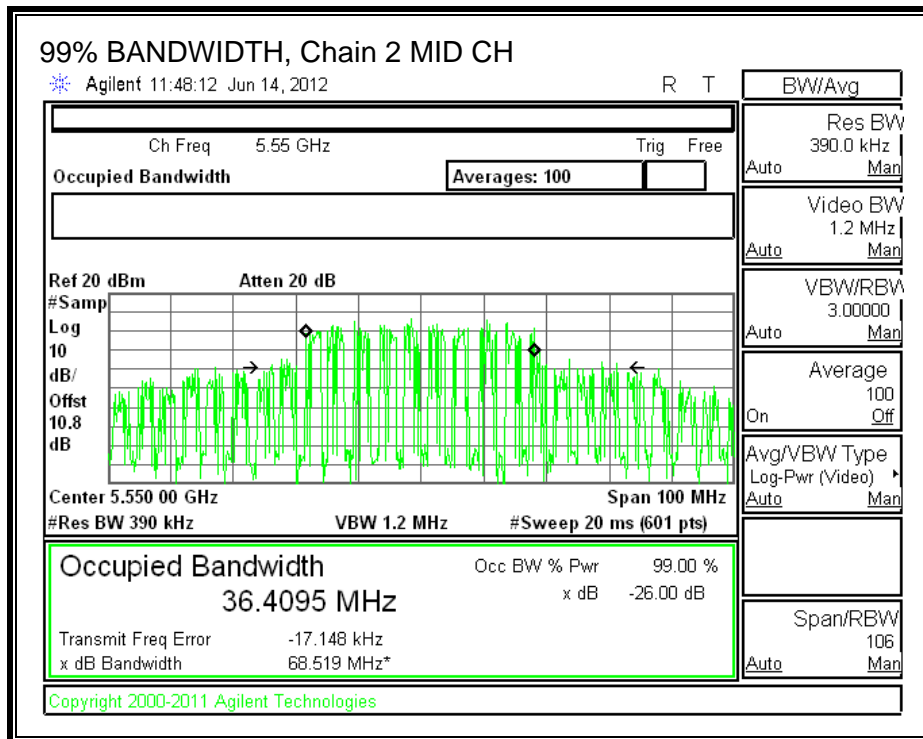 99% BANDWIDTH, Chain 2 MID CH
Agilent 11:48:12 Jun 14, 2012 R T
Ch Freq 5.55 GHz Trig Free
Occupied Bandwidth Averages: 100
Ref 20 dBm Atten 20 dB
#Samp
Log
10
dB/
Offst
10.8
dB
Center 5.550 00 GHz Span 100 MHz
#Res BW 390 kHz VBW 1.2 MHz #Sweep 20 ms (601 pts)
Occupied Bandwidth Occ BW % Pwr 99.00 %
36.4095 MHz x dB -26.00 dB
Transmit Freq Error -17.148 kHz
x dB Bandwidth 68.519 MHz*
Copyright 2000-2011 Agilent Technologies
BW/Avg
Res BW
390.0 kHz
Auto Man
Video BW
1.2 MHz
Auto Man
VBW/RBW
3.00000
Auto Man
Average
100
On Off
Avg/VBW Type
Log-Pwr (Video)
Auto Man
Span/RBW
106
Auto Man